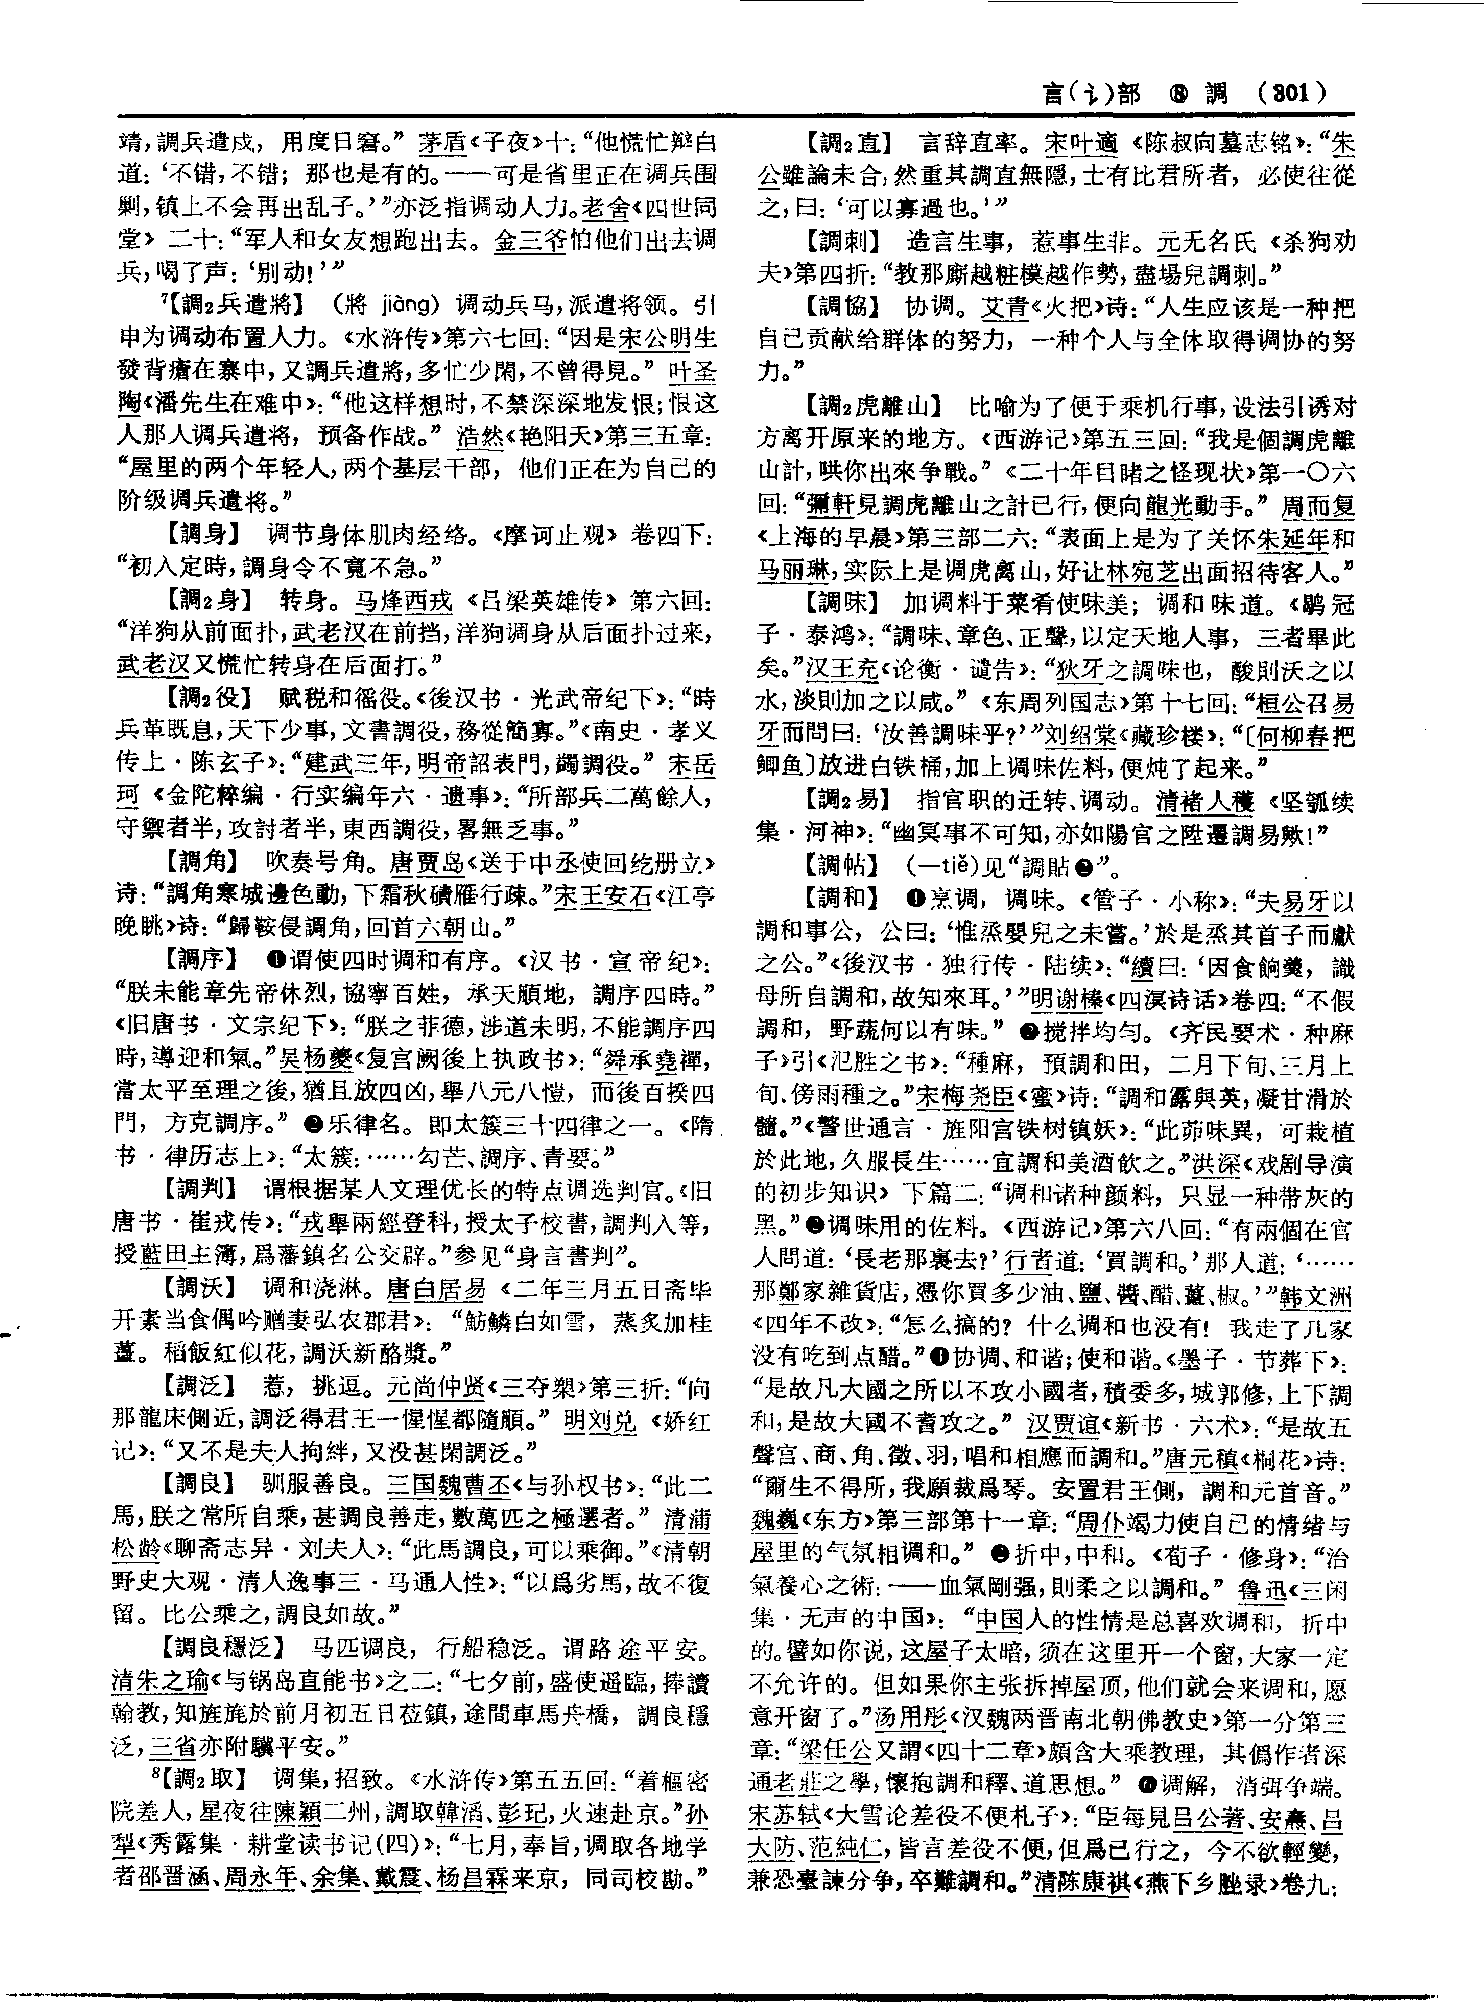 言(讠)部 ⑧ 調 (301)
靖，調兵遣戍，用度日窘。”茅盾《子夜》十：“他慌忙辩白
道：‘不错，不错；那也是有的。——可是省里正在调兵围
剿，镇上不会再出乱子。’”亦泛指调动人力。老舍《四世同
堂》二十：“军人和女友想跑出去。金三爷怕他们出去调
兵，喝了声：‘别动！’”
7【調₂兵遣將】（將 jiàng）调动兵马，派遣将领。引
申为调动布置人力。《水浒传》第六七回：“因是宋公明生
發背瘡在寨中，又調兵遣將，多忙少閑，不曾得見。”叶圣
陶《潘先生在难中》：“他这样想时，不禁深深地发恨；恨这
人那人调兵遣将，预备作战。”浩然《艳阳天》第三五章：
“屋里的两个年轻人，两个基层干部，他们正在为自己的
阶级调兵遣将。”
【調身】 调节身体肌肉经络。《摩诃止观》卷四下：
“初入定時，調身令不寬不急。”
【調₂身】 转身。马烽西戎《吕梁英雄传》第六回：
“洋狗从前面扑，武老汉在前挡，洋狗调身从后面扑过来，
武老汉又慌忙转身在后面打。”
【調₂役】 赋税和徭役。《後汉书·光武帝纪下》：“時
兵革既息，天下少事，文書調役，務從簡寡。”《南史·孝义
传上·陈玄子》：“建武三年，明帝詔表門，蠲調役。”宋岳
珂《金陀粹编·行实编年六·遗事》：“所部兵二萬餘人，
守禦者半，攻討者半，東西調役，畧無乏事。”
【調角】 吹奏号角。唐贾岛《送于中丞使回纥册立》
诗：“調角寒城邊色動，下霜秋磧雁行疎。”宋王安石《江亭
晚眺》诗：“歸鞍侵調角，回首六朝山。”
【調序】 ❶谓使四时调和有序。《汉书·宣帝纪》：
“朕未能章先帝休烈，協寧百姓，承天順地，調序四時。”
《旧唐书·文宗纪下》：“朕之菲德，涉道未明，不能調序四
時，導迎和氣。”吴杨夔《复宫阙後上执政书》：“舜承堯禪，
當太平至理之後，猶且放四凶，舉八元八愷，而後百揆四
門，方克調序。”❷乐律名。即太簇三十四律之一。《隋
书·律历志上》：“太簇：……勾芒、調序、青要。”
【調判】 谓根据某人文理优长的特点调选判官。《旧
唐书·崔戎传》：“戎舉兩經登科，授太子校書，調判入等，
授藍田主簿，爲藩鎮名公交辟。”参见“身言書判”。
【調沃】 调和浇淋。唐白居易《二年三月五日斋毕
开素当食偶吟赠妻弘农郡君》：“魴鱗白如雪，蒸炙加桂
薑。稻飯紅似花，調沃新酪漿。”
【調泛】 惹，挑逗。元尚仲贤《三夺槊》第三折：“向
那龍床側近，調泛得君王一惺惺都隨順。”明刘兑《娇红
记》：“又不是夫人拘絆，又没甚閑調泛。”
【調良】 驯服善良。三国魏曹丕《与孙权书》：“此二
馬，朕之常所自乘，甚調良善走，數萬匹之極選者。”清蒲
松龄《聊斋志异·刘夫人》：“此馬調良，可以乘御。”《清朝
野史大观·清人逸事三·马通人性》：“以爲劣馬，故不復
留。比公乘之，調良如故。”
【調良穩泛】 马匹调良，行船稳泛。谓路途平安。
清朱之瑜《与锅岛直能书》之二：“七夕前，盛使遥臨，捧讀
翰教，知旌旄於前月初五日莅鎮，途間車馬舟橋，調良穩
泛，三省亦附驥平安。”
8【調₂取】 调集，招致。《水浒传》第五五回：“着樞密
院差人，星夜往陳穎二州，調取韓滔、彭玘，火速赴京。”孙
犁《秀露集·耕堂读书记（四）》：“七月，奉旨，调取各地学
者邵晋涵、周永年、余集、戴震、杨昌霖来京，同司校勘。”
【調₂直】 言辞直率。宋叶適《陈叔向墓志铭》：“朱
公雖論未合，然重其調直無隱，士有比君所者，必使往從
之，曰：‘可以寡過也。’”
【調刺】 造言生事，惹事生非。元无名氏《杀狗劝
夫》第四折：“教那廝越粧模越作勢，盡場兒調刺。”
【調協】 协调。艾青《火把》诗：“人生应该是一种把
自己贡献给群体的努力，一种个人与全体取得调协的努
力。”
【調₂虎離山】 比喻为了便于乘机行事，设法引诱对
方离开原来的地方。《西游记》第五三回：“我是個調虎離
山計，哄你出來争戰。”《二十年目睹之怪现状》第一〇六
回：“彌軒見調虎離山之計已行，便向龍光動手。”周而复
《上海的早晨》第三部二六：“表面上是为了关怀朱延年和
马丽琳，实际上是调虎离山，好让林宛芝出面招待客人。”
【調味】 加调料于菜肴使味美；调和味道。《鹖冠
子·泰鸿》：“調味、章色、正聲，以定天地人事，三者畢此
矣。”汉王充《论衡·谴告》：“狄牙之調味也，酸則沃之以
水，淡則加之以咸。”《东周列国志》第十七回：“桓公召易
牙而問曰：‘汝善調味乎？’”刘绍棠《藏珍楼》：“〔何柳春把
鲫鱼〕放进白铁桶，加上调味佐料，便炖了起来。”
【調₂易】 指官职的迁转、调动。清褚人穫《坚瓠续
集·河神》：“幽冥事不可知，亦如陽官之陞遷調易歟！”
【調帖】（—tiě）见“調貼❷”。
【調和】 ❶烹调，调味。《管子·小称》：“夫易牙以
調和事公，公曰：‘惟烝嬰兒之未嘗。’於是烝其首子而獻
之公。”《後汉书·独行传·陆续》：“續曰：‘因食餉羹，識
母所自調和，故知來耳。’”明谢榛《四溟诗话》卷四：“不假
調和，野蔬何以有味。”❷搅拌均匀。《齐民要术·种麻
子》引《氾胜之书》：“種麻，預調和田，二月下旬、三月上
旬，傍雨種之。”宋梅尧臣《蜜》诗：“調和露與英，凝甘滑於
髓。”《警世通言·旌阳宫铁树镇妖》：“此茆味異，可栽植
於此地，久服長生……宜調和美酒飲之。”洪深《戏剧导演
的初步知识》下篇二：“调和诸种颜料，只显一种带灰的
黑。”❸调味用的佐料。《西游记》第六八回：“有兩個在官
人問道：‘長老那裏去？’行者道：‘買調和。’那人道：‘……
那鄭家雜貨店，憑你買多少油、鹽、醬、醋、薑、椒。’”韩文洲
《四年不改》：“怎么搞的？什么调和也没有！我走了几家
没有吃到点醋。”❹协调、和谐；使和谐。《墨子·节葬下》：
“是故凡大國之所以不攻小國者，積委多，城郭修，上下調
和，是故大國不耆攻之。”汉贾谊《新书·六术》：“是故五
聲宫、商、角、徵、羽，唱和相應而調和。”唐元稹《桐花》诗：
“爾生不得所，我願裁爲琴。安置君王側，調和元首音。”
魏巍《东方》第三部第十一章：“周仆竭力使自己的情绪与
屋里的气氛相调和。”❺折中，中和。《荀子·修身》：“治
氣養心之術：——血氣剛强，則柔之以調和。”鲁迅《三闲
集·无声的中国》：“中国人的性情是总喜欢调和，折中
的。譬如你说，这屋子太暗，须在这里开一个窗，大家一定
不允许的。但如果你主张拆掉屋顶，他们就会来调和，愿
意开窗了。”汤用彤《汉魏两晋南北朝佛教史》第一分第三
章：“梁任公又謂《四十二章》頗含大乘教理，其僞作者深
通老莊之學，懷抱調和釋、道思想。”❻调解，消弭争端。
宋苏轼《大雪论差役不便札子》：“臣每見吕公著、安燾、吕
大防、范純仁，皆言差役不便，但爲已行之，今不欲輕變，
兼恐臺諫分争，卒難調和。”清陈康祺《燕下乡脞录》卷九：